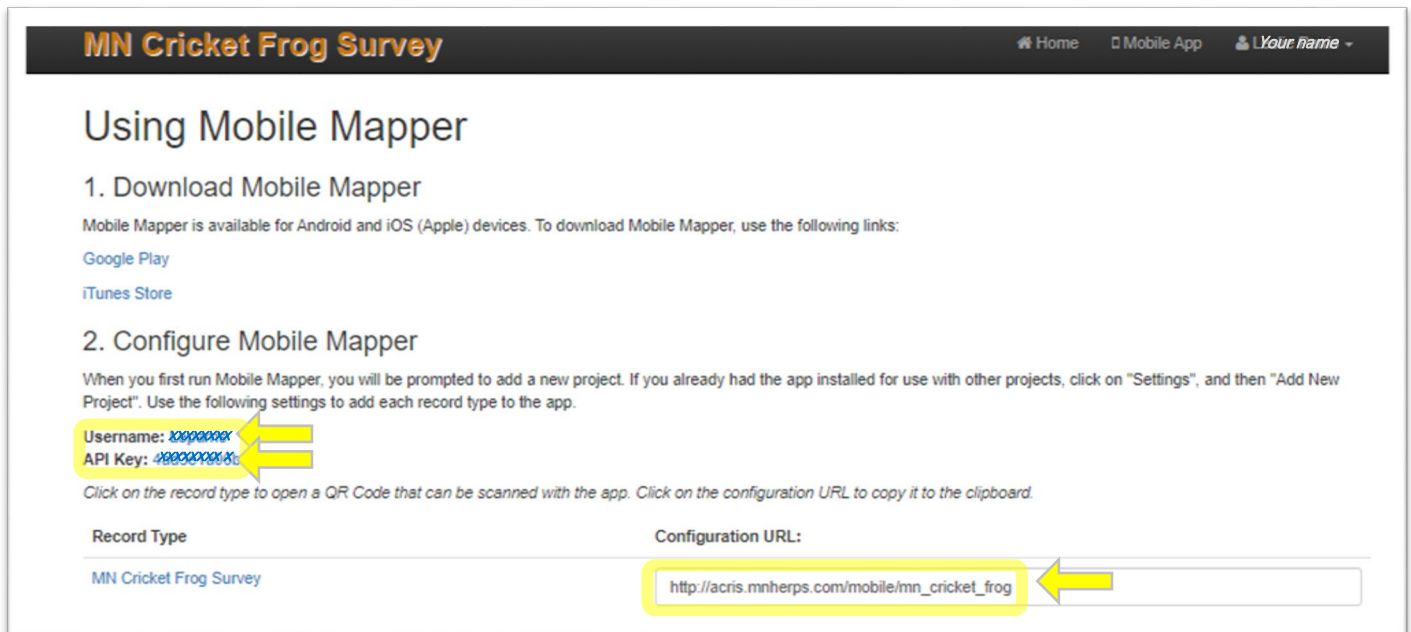 MN Cricket Frog Survey
Home Mobile App Your name
Using Mobile Mapper
1. Download Mobile Mapper
Mobile Mapper is available for Android and iOS (Apple) devices. To download Mobile Mapper, use the following links:
Google Play
iTunes Store
2. Configure Mobile Mapper
When you first run Mobile Mapper, you will be prompted to add a new project. If you already had the app installed for use with other projects, click on "Settings", and then "Add New
Project". Use the following settings to add each record type to the app.
Username: XXXXXXXX
API Key: XXXXXXXX X
Click on the record type to open a QR Code that can be scanned with the app. Click on the configuration URL to copy it to the clipboard.
Record Type Configuration URL:
MN Cricket Frog Survey http://acris.mnherps.com/mobile/mn_cricket_frog